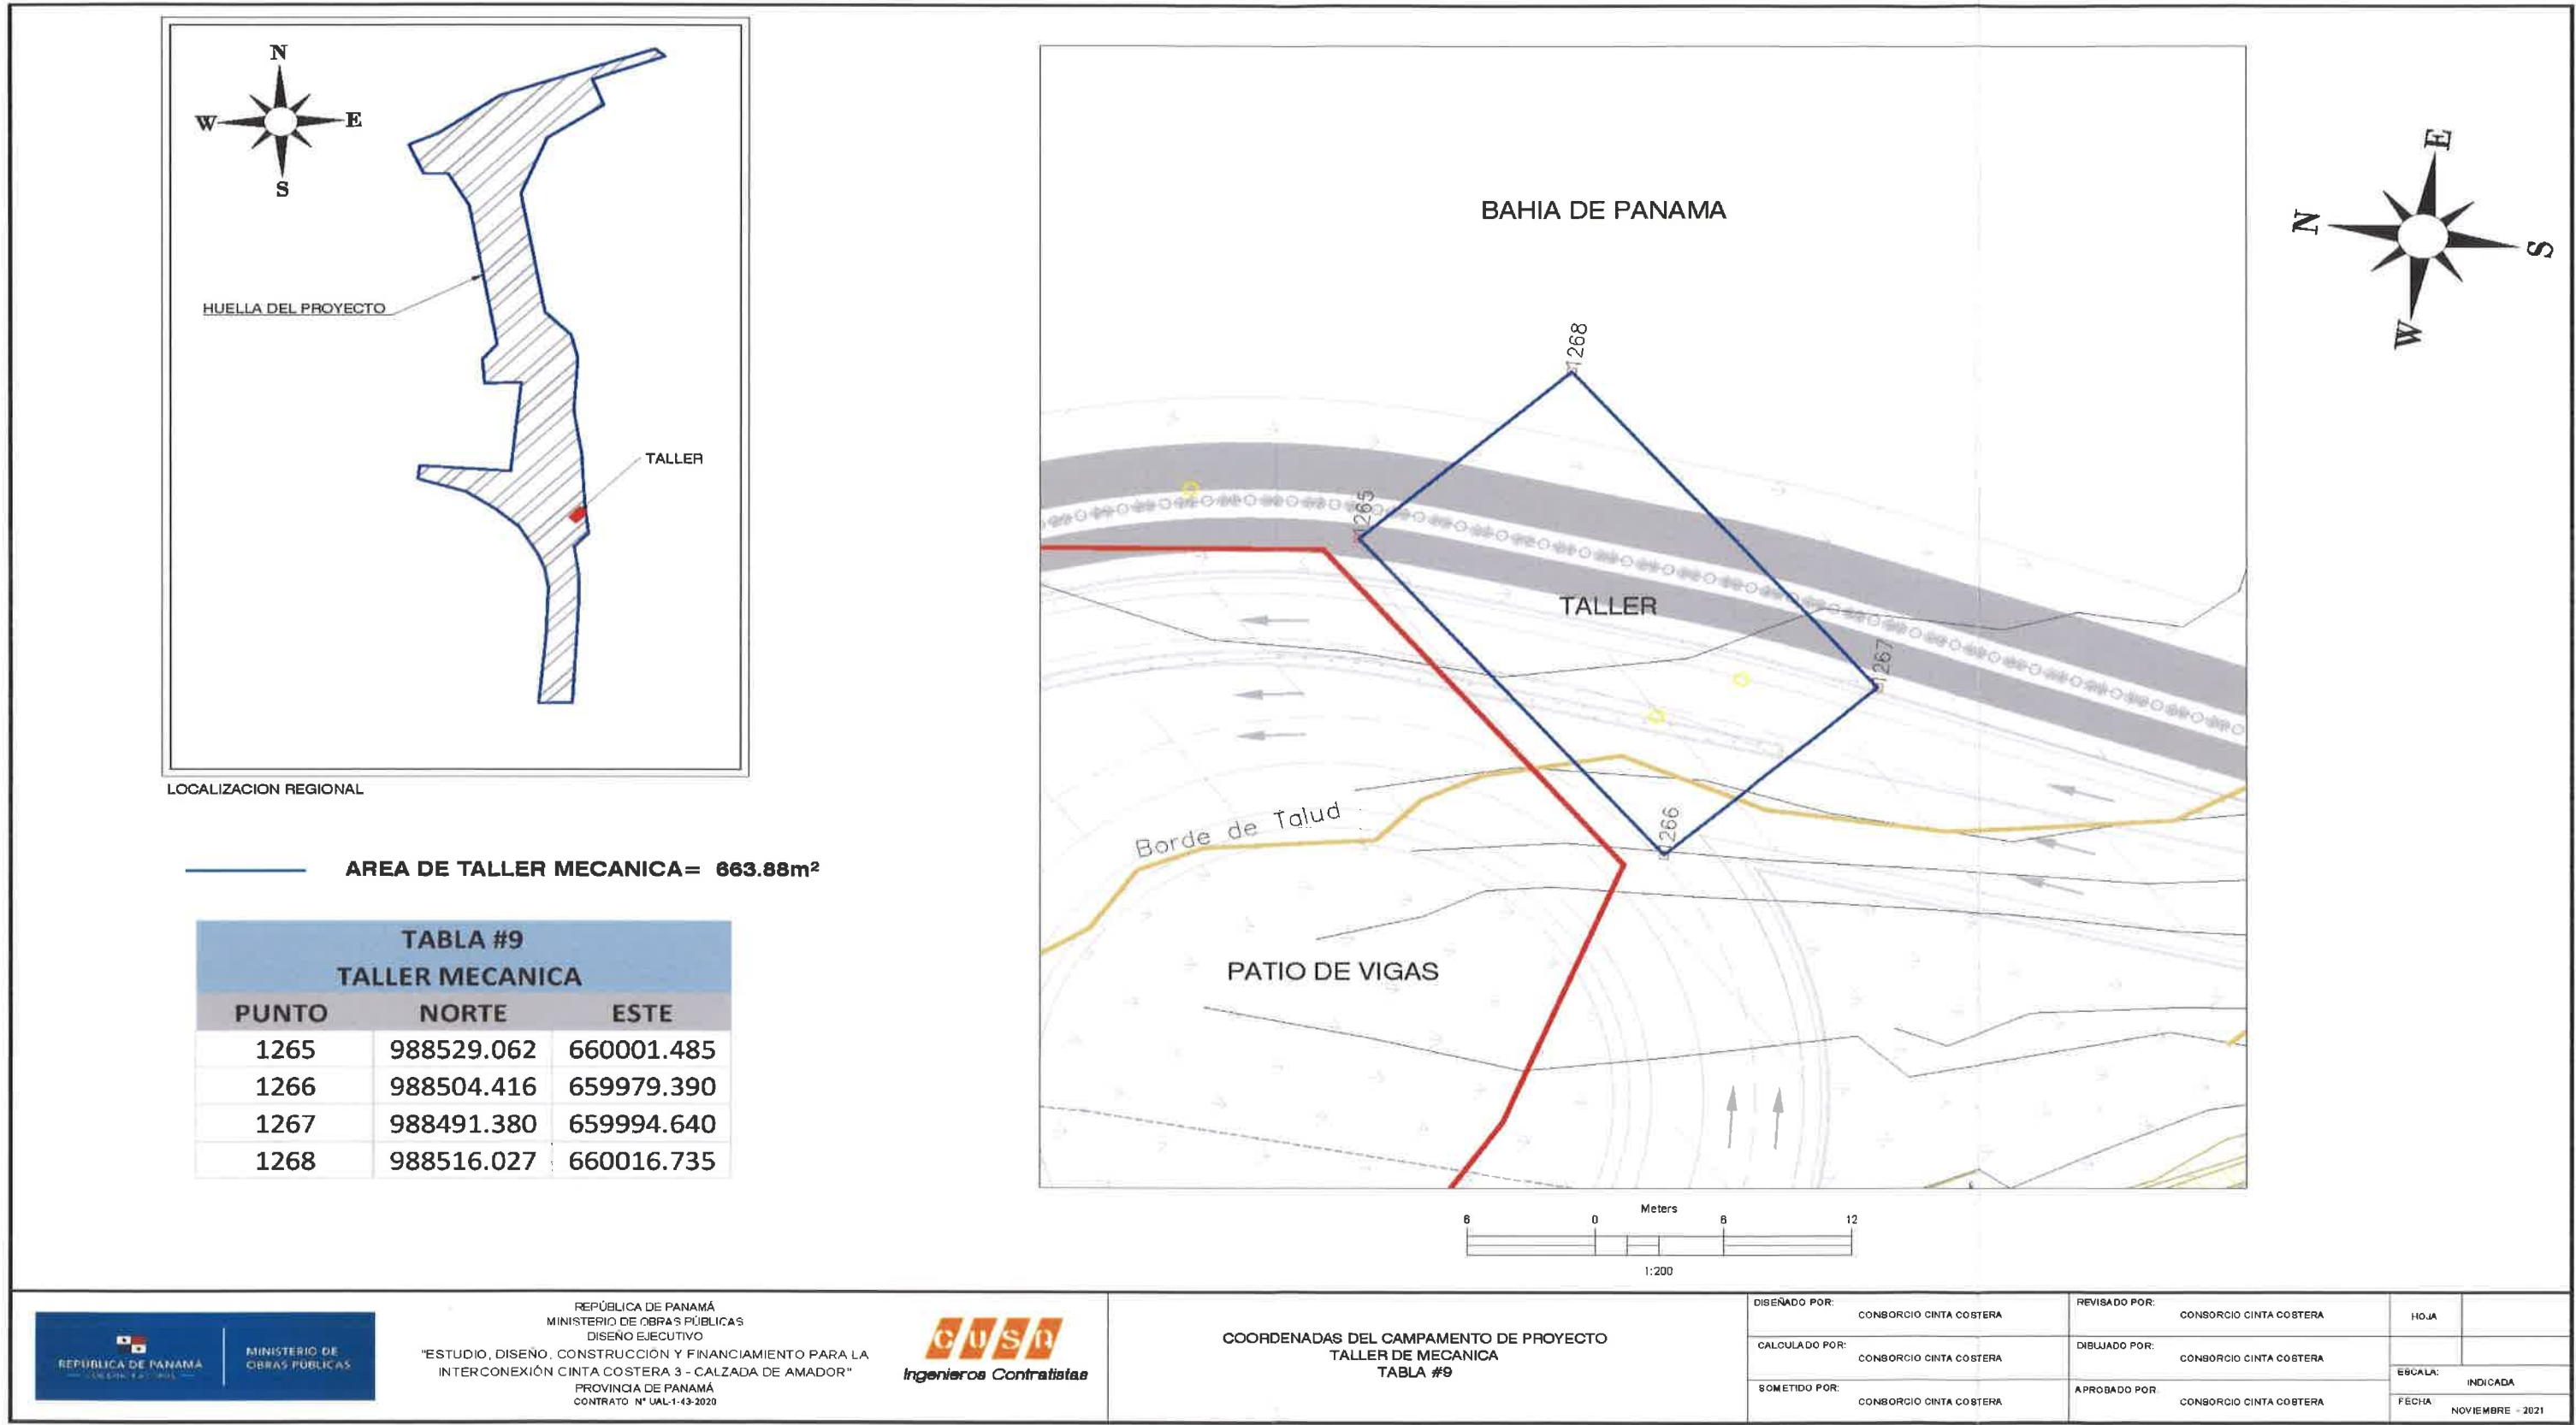 N
W
E
S
HUELLA DEL PROYECTO
TALLER
LOCALIZACION REGIONAL
AREA DE TALLER MECANICA= 663.88m²
TABLA #9
TALLER MECANICA
PUNTO NORTE ESTE
1265 988529.062 660001.485
1266 988504.416 659979.390
1267 988491.380 659994.640
1268 988516.027 660016.735
BAHIA DE PANAMA
E
N
S
W
1268
1265
TALLER
1267
1266
Borde de Talud
PATIO DE VIGAS
Meters
6 0 6 12
1:200
REPÚBLICA DE PANAMÁ
MINISTERIO DE
OBRAS PÚBLICAS
REPÚBLICA DE PANAMÁ
MINISTERIO DE OBRAS PÚBLICAS
DISEÑO EJECUTIVO
"ESTUDIO, DISEÑO, CONSTRUCCIÓN Y FINANCIAMIENTO PARA LA
INTERCONEXIÓN CINTA COSTERA 3 - CALZADA DE AMADOR"
PROVINCIA DE PANAMÁ
CONTRATO N° UAL-1-43-2020
CUSA
Ingenieros Contratistas
COORDENADAS DEL CAMPAMENTO DE PROYECTO
TALLER DE MECANICA
TABLA #9
DISEÑADO POR:
CONSORCIO CINTA COSTERA
CALCULADO POR:
CONSORCIO CINTA COSTERA
SOMETIDO POR:
CONSORCIO CINTA COSTERA
REVISADO POR:
CONSORCIO CINTA COSTERA
DIBUJADO POR:
CONSORCIO CINTA COSTERA
APROBADO POR:
CONSORCIO CINTA COSTERA
HOJA
ESCALA:
INDICADA
FECHA
NOVIEMBRE - 2021